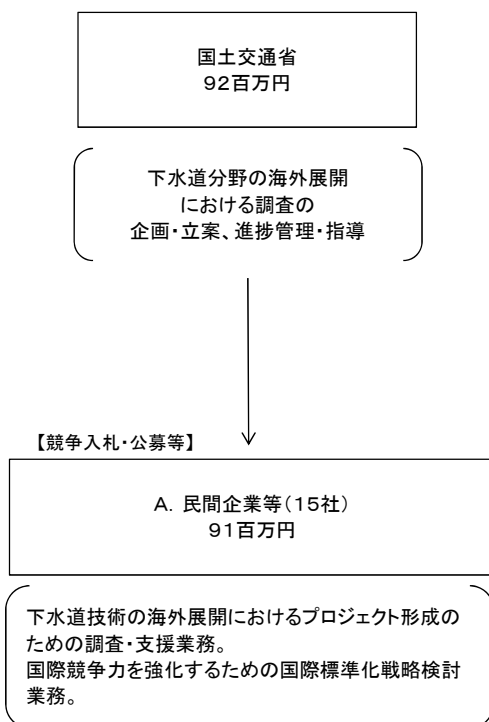 国土交通省
92百万円
下水道分野の海外展開
における調査の
企画・立案、進捗管理・指導
【競争入札・公募等】
A. 民間企業等（15社）
91百万円
下水道技術の海外展開におけるプロジェクト形成の
ための調査・支援業務。
国際競争力を強化するための国際標準化戦略検討
業務。